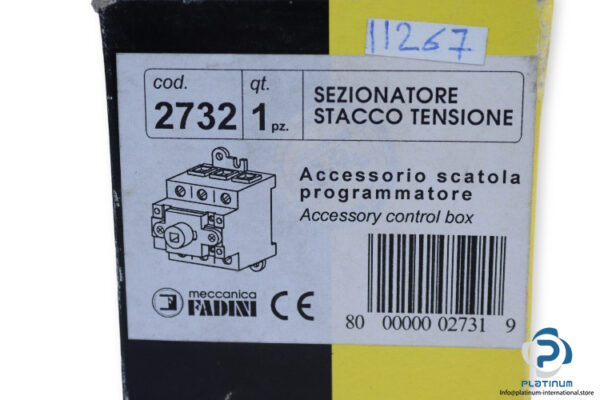 11267
cod.
2732
qt.
1 pz.
SEZIONATORE
STACCO TENSIONE
Accessorio scatola
programmatore
Accessory control box
meccanica
FADINI
CE
80 00000 02731 9
PLATINUM
Info@platinum-international.store